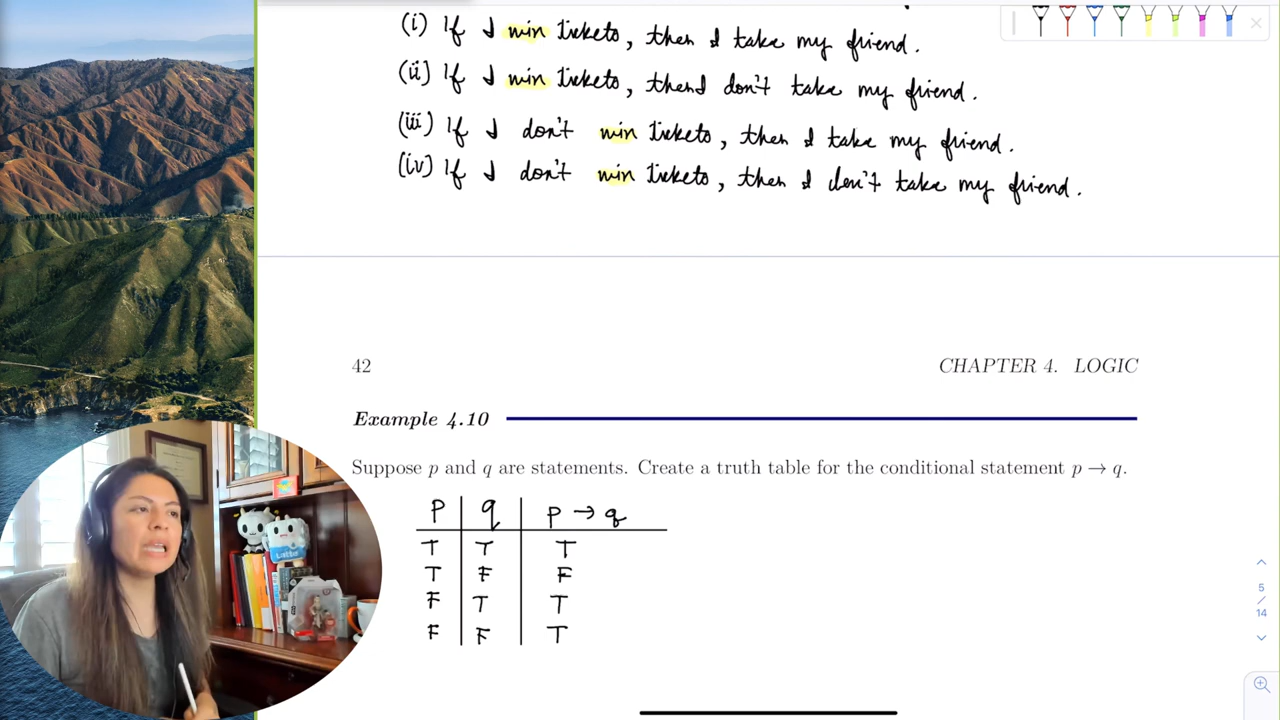 (i) If I win tickets, then I take my friend.
(ii) If I win tickets, then I don't take my friend.
(iii) If I don't win tickets, then I take my friend.
(iv) If I don't win tickets, then I don't take my friend.
42 CHAPTER 4. LOGIC
Example 4.10
Suppose p and q are statements. Create a truth table for the conditional statement p → q.
p q p → q
T T T
T F F
F T T
F F T
5
/
14